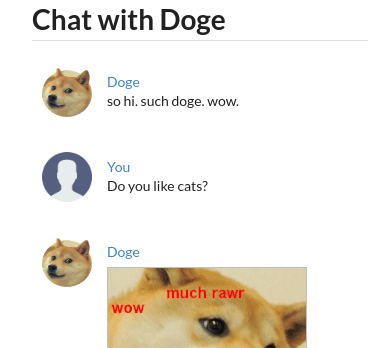 Chat with Doge
Doge
so hi. such doge. wow.
You
Do you like cats?
Doge
much rawr
wow